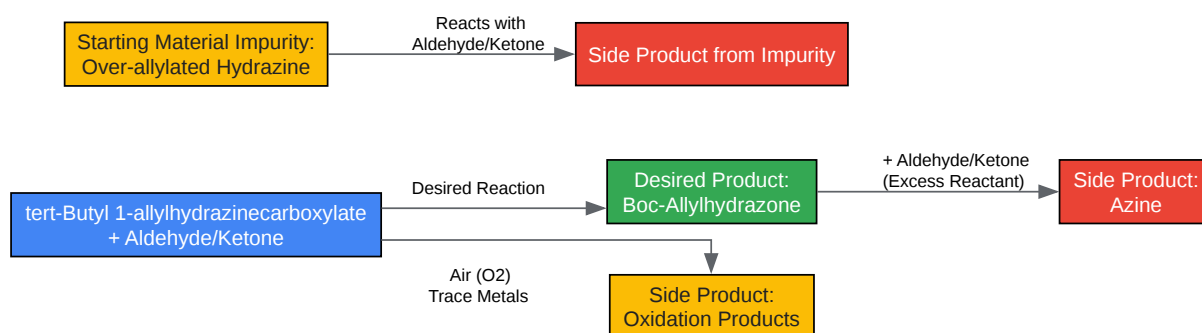 Starting Material Impurity:
Over-allylated Hydrazine
Reacts with
Aldehyde/Ketone
Side Product from Impurity
tert-Butyl 1-allylhydrazinecarboxylate
+ Aldehyde/Ketone
Desired Reaction
Desired Product:
Boc-Allylhydrazone
+ Aldehyde/Ketone
(Excess Reactant)
Side Product:
Azine
Air (O2)
Trace Metals
Side Product:
Oxidation Products